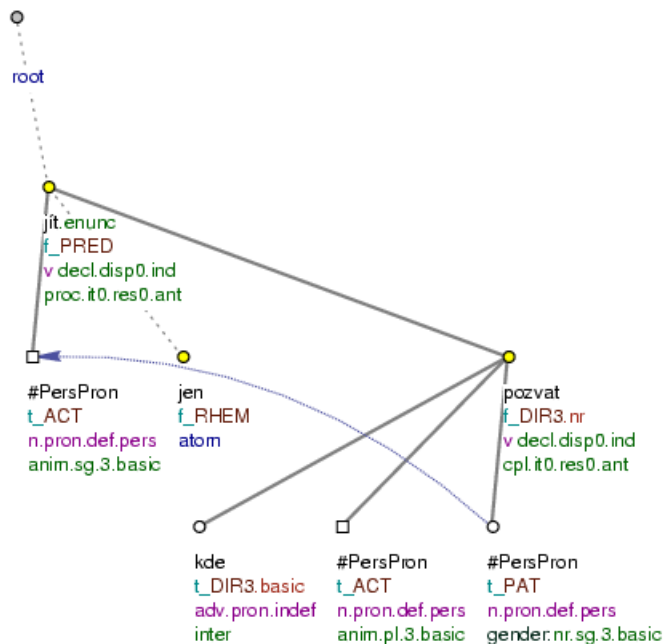 root
jít.enunc
f_PRED
v decl.disp0.ind
proc.it0.res0.ant
#PersPron
t_ACT
n.pron.def.pers
anim.sg.3.basic
jen
f_RHEM
atom
pozvat
f_DIR3.nr
v decl.disp0.ind
cpl.it0.res0.ant
kde
t_DIR3.basic
adv.pron.indef
inter
#PersPron
t_ACT
n.pron.def.pers
anim.pl.3.basic
#PersPron
t_PAT
n.pron.def.pers
gender:nr.sg.3.basic